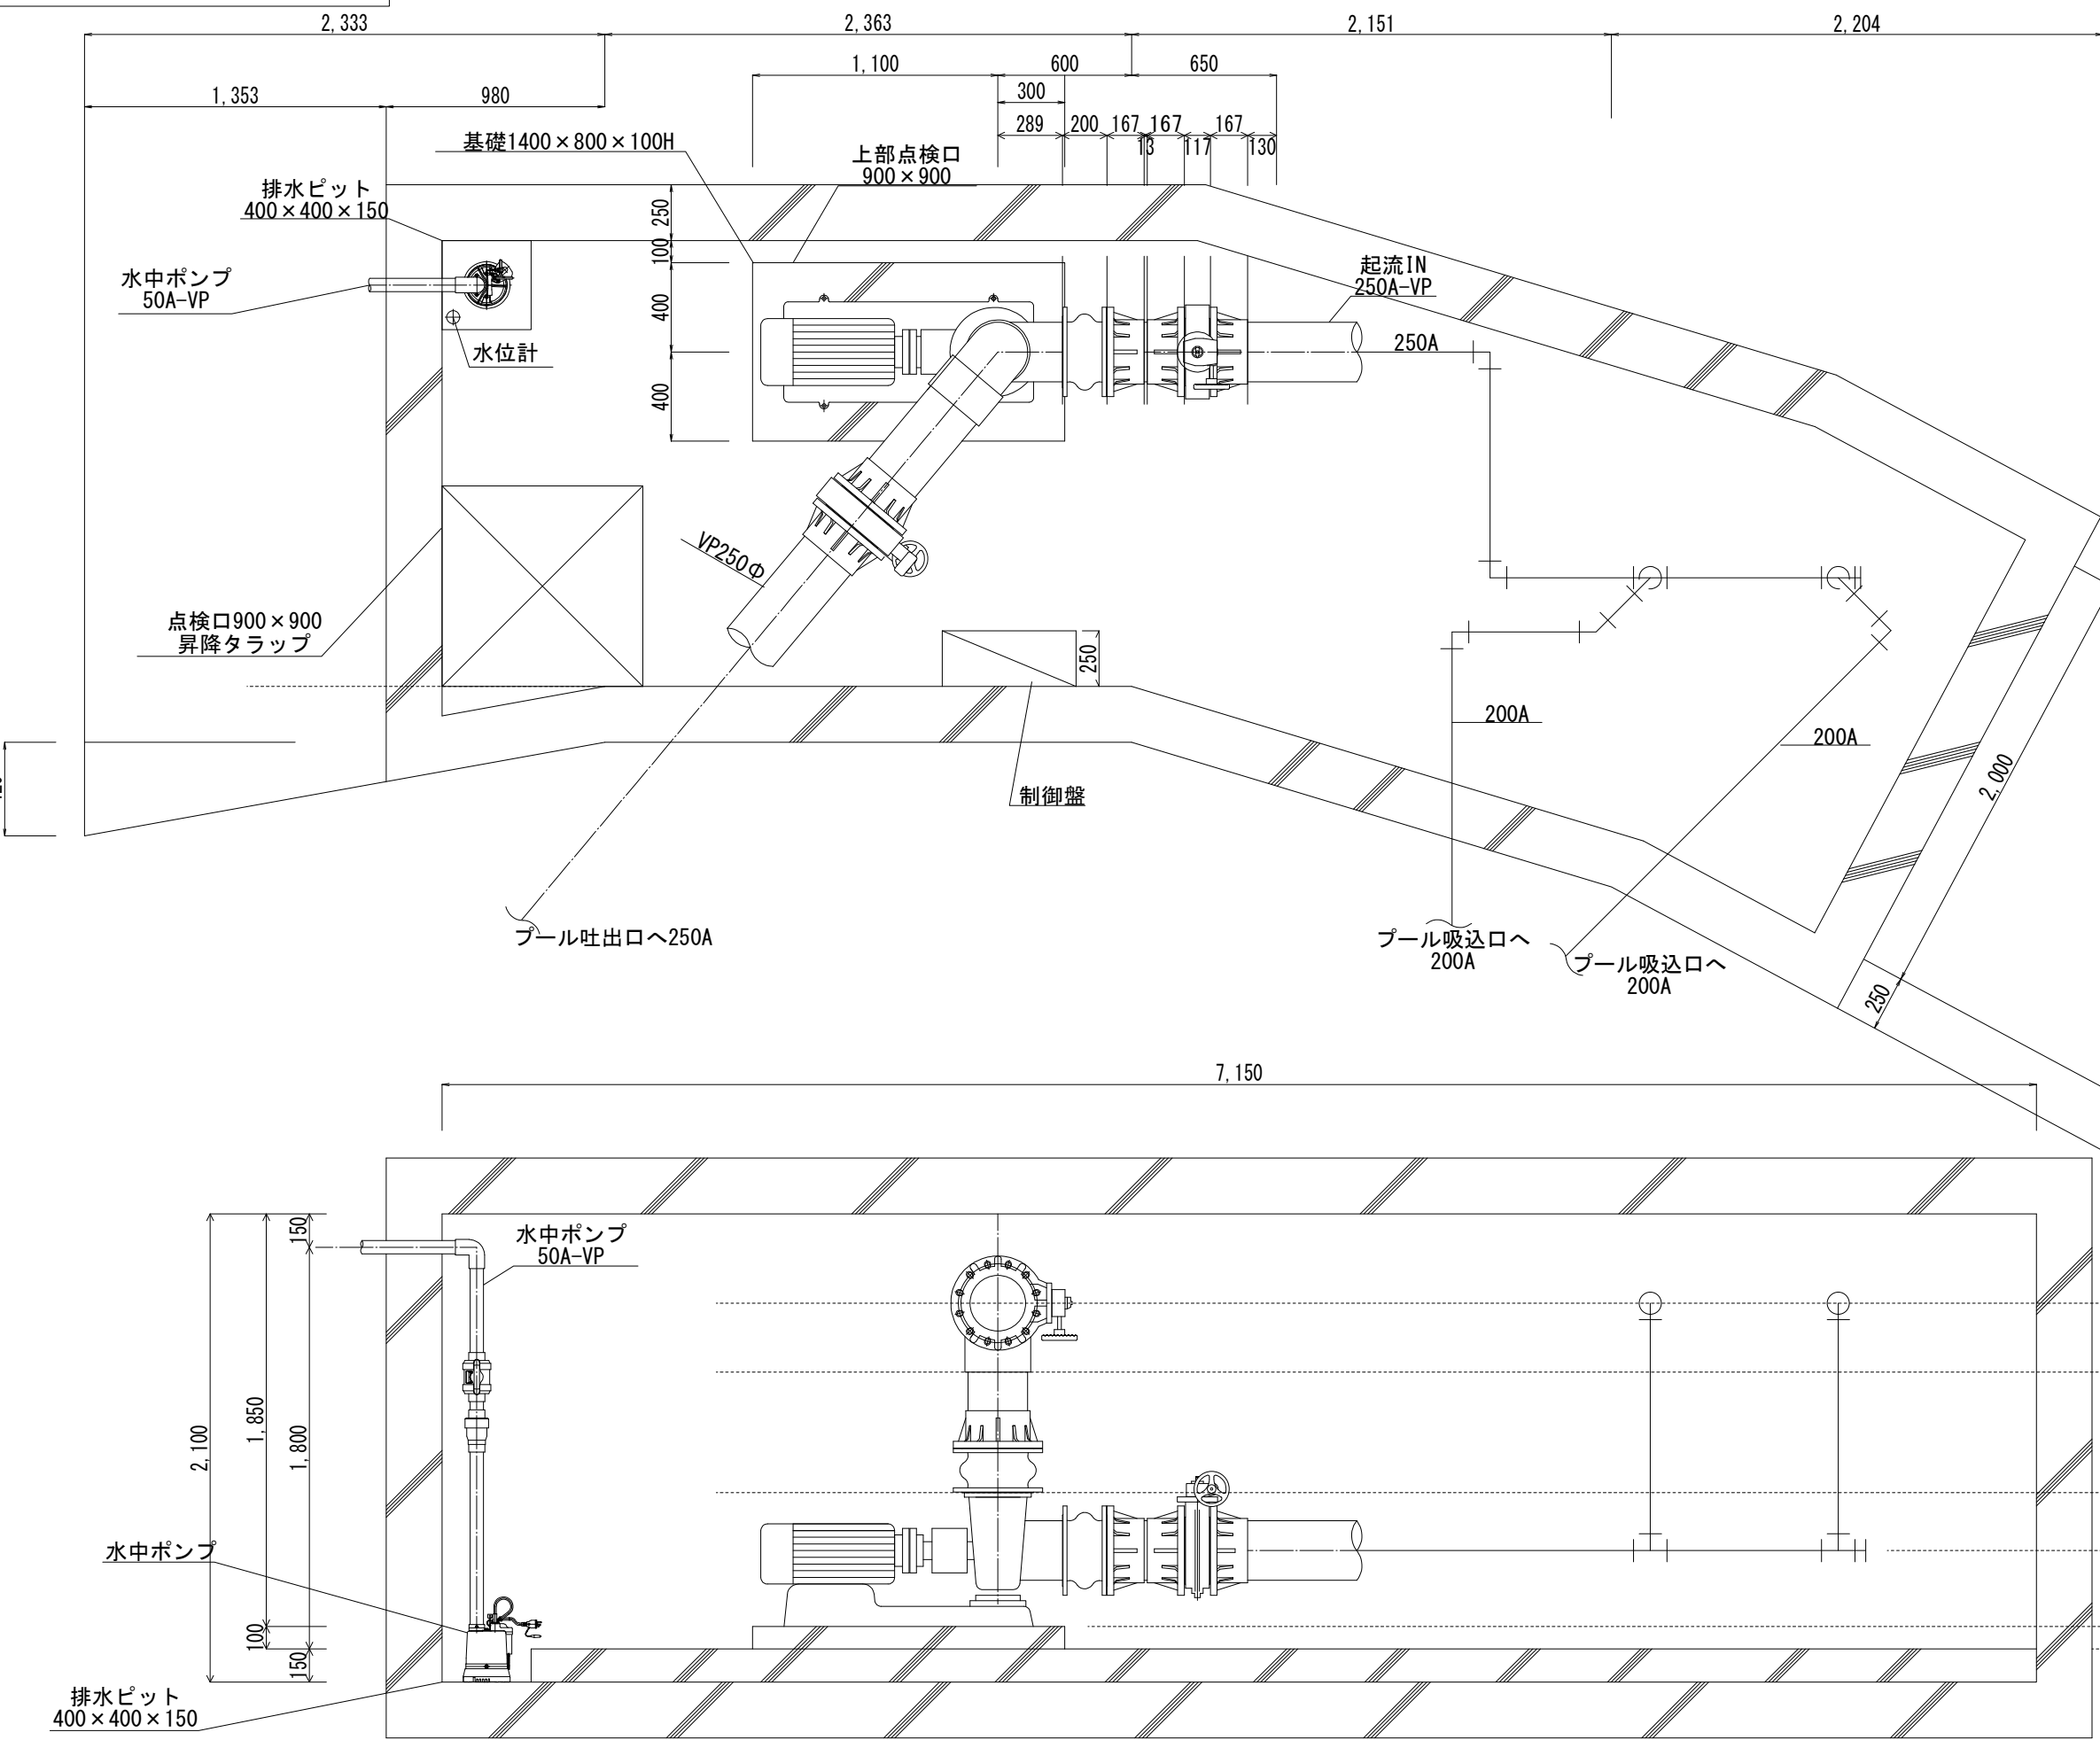 2,333
2,363
2,151
2,204
1,100
600
650
1,353
980
300
289
200
167
167
167
13
117
130
基礎1400×800×100H
上部点検口
900×900
排水ピット
400×400×150
250
100
400
400
水中ポンプ
50A-VP
水位計
起流IN
250A-VP
250A
VP250Φ
点検口900×900
昇降タラップ
250
制御盤
200A
200A
2,000
250
プール吐出口へ250A
プール吸込口へ
200A
プール吸込口へ
200A
7,150
150
水中ポンプ
50A-VP
2,100
1,850
1,800
水中ポンプ
100
150
排水ピット
400×400×150